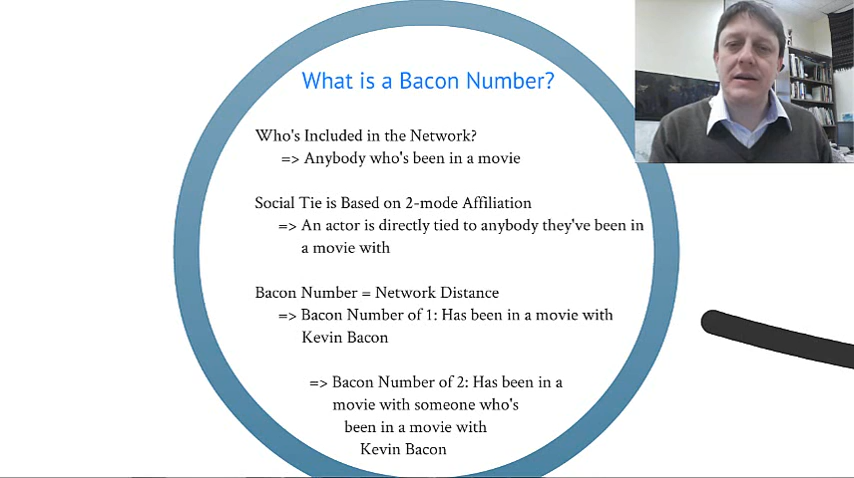 What is a Bacon Number?
Who's Included in the Network?
=> Anybody who's been in a movie
Social Tie is Based on 2-mode Affiliation
=> An actor is directly tied to anybody they've been in
a movie with
Bacon Number = Network Distance
=> Bacon Number of 1: Has been in a movie with
Kevin Bacon
=> Bacon Number of 2: Has been in a
movie with someone who's
been in a movie with
Kevin Bacon